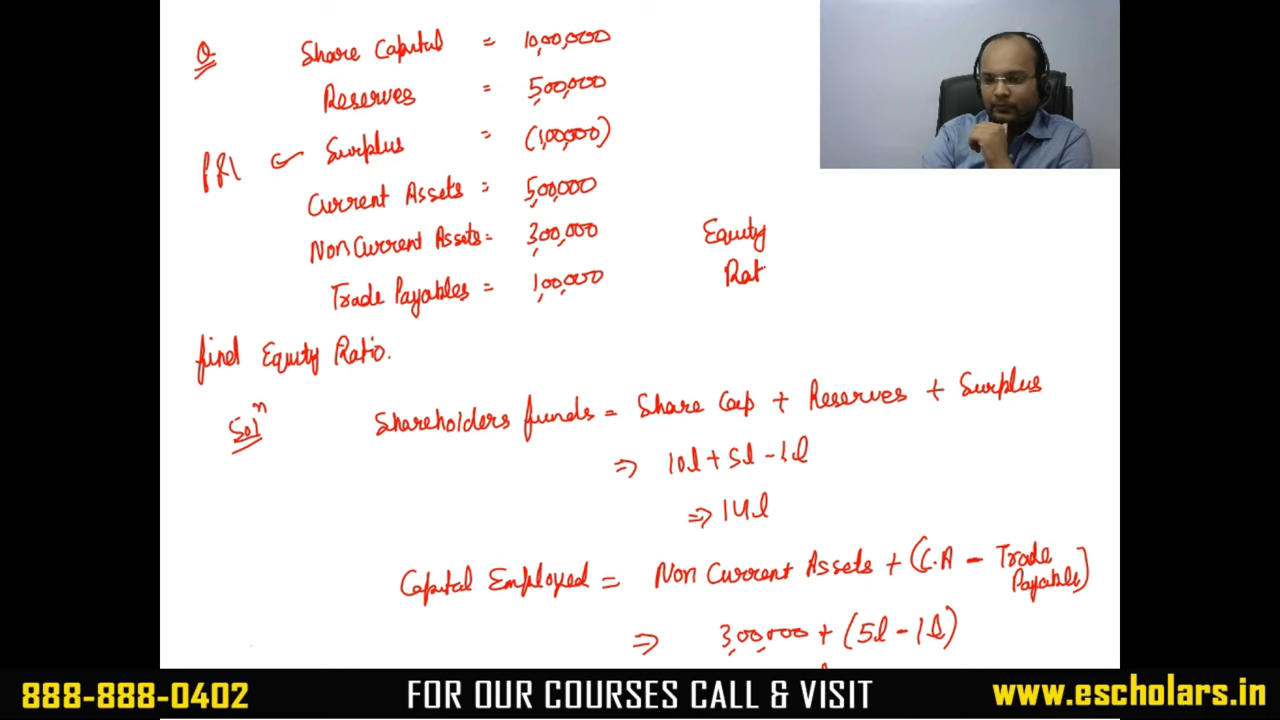 Q Share Capital = 10,00,000
Reserves = 5,00,000
Surplus = (1,00,000)
Current Assets = 5,00,000
Non Current Assets = 3,00,000
Trade Payables = 1,00,000
Equity
Rat
find Equity Ratio.
Solⁿ Shareholders funds = Share Cap + Reserves + Surplus
⇒ 10l + 5l - 1l
⇒ 14l
Capital Employed = Non Current Assets + (C.A - Trade Payable)
⇒ 3,00,000 + (5l - 1l)
888-888-0402 FOR OUR COURSES CALL & VISIT www.escholars.in